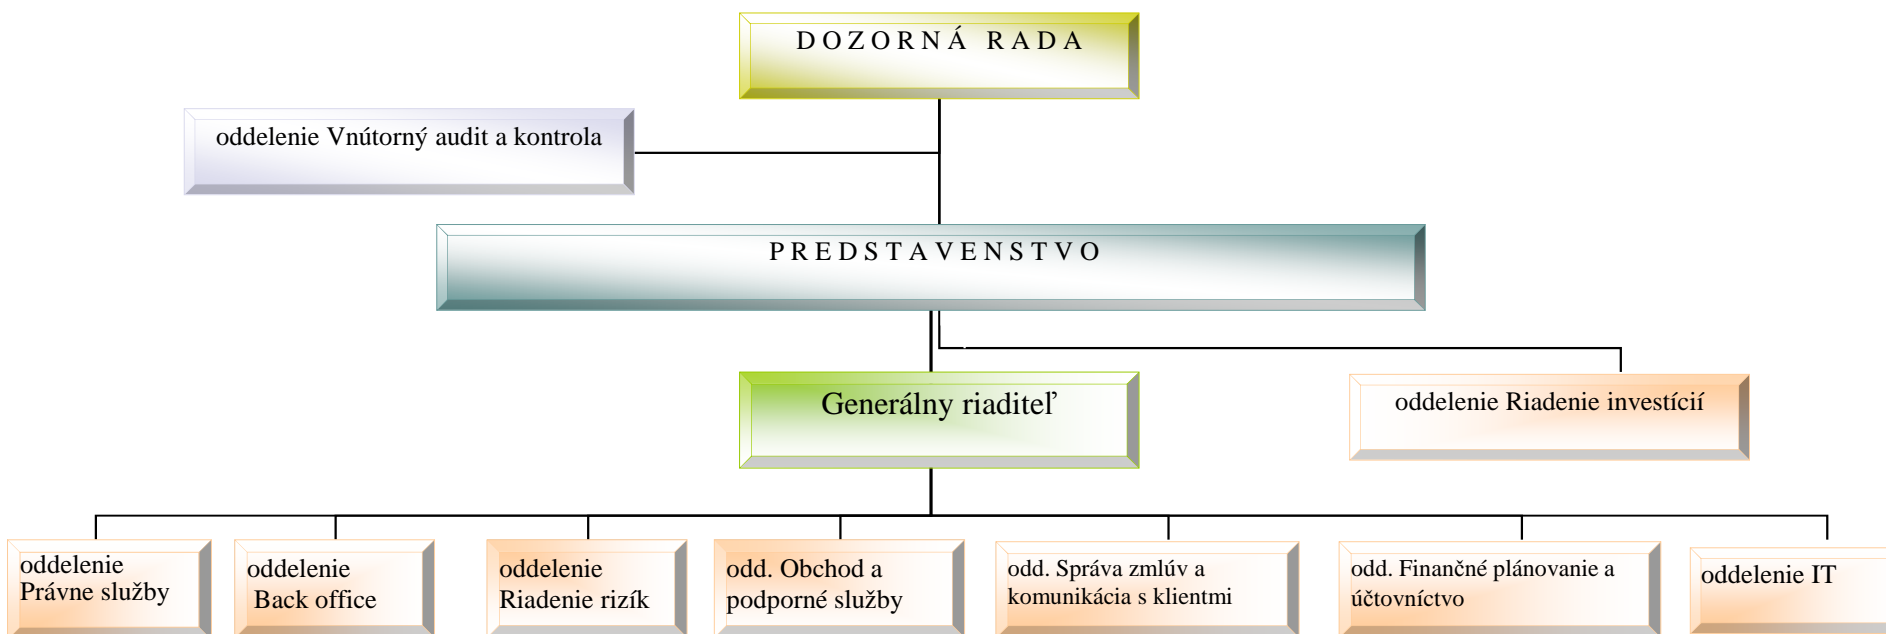 DOZORNÁ RADA
oddelenie Vnútorný audit a kontrola
PREDSTAVENSTVO
Generálny riaditeľ
oddelenie Riadenie investícií
oddelenie
Právne služby
oddelenie
Back office
oddelenie
Riadenie rizík
odd. Obchod a
podporné služby
odd. Správa zmlúv a
komunikácia s klientmi
odd. Finančné plánovanie a
účtovníctvo
oddelenie IT